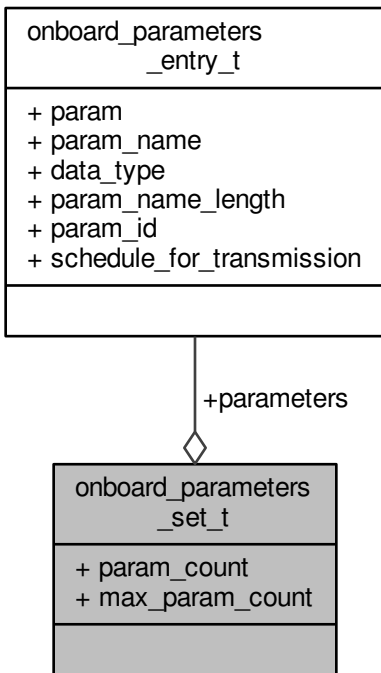 onboard_parameters
_entry_t
+ param
+ param_name
+ data_type
+ param_name_length
+ param_id
+ schedule_for_transmission
+parameters
onboard_parameters
_set_t
+ param_count
+ max_param_count